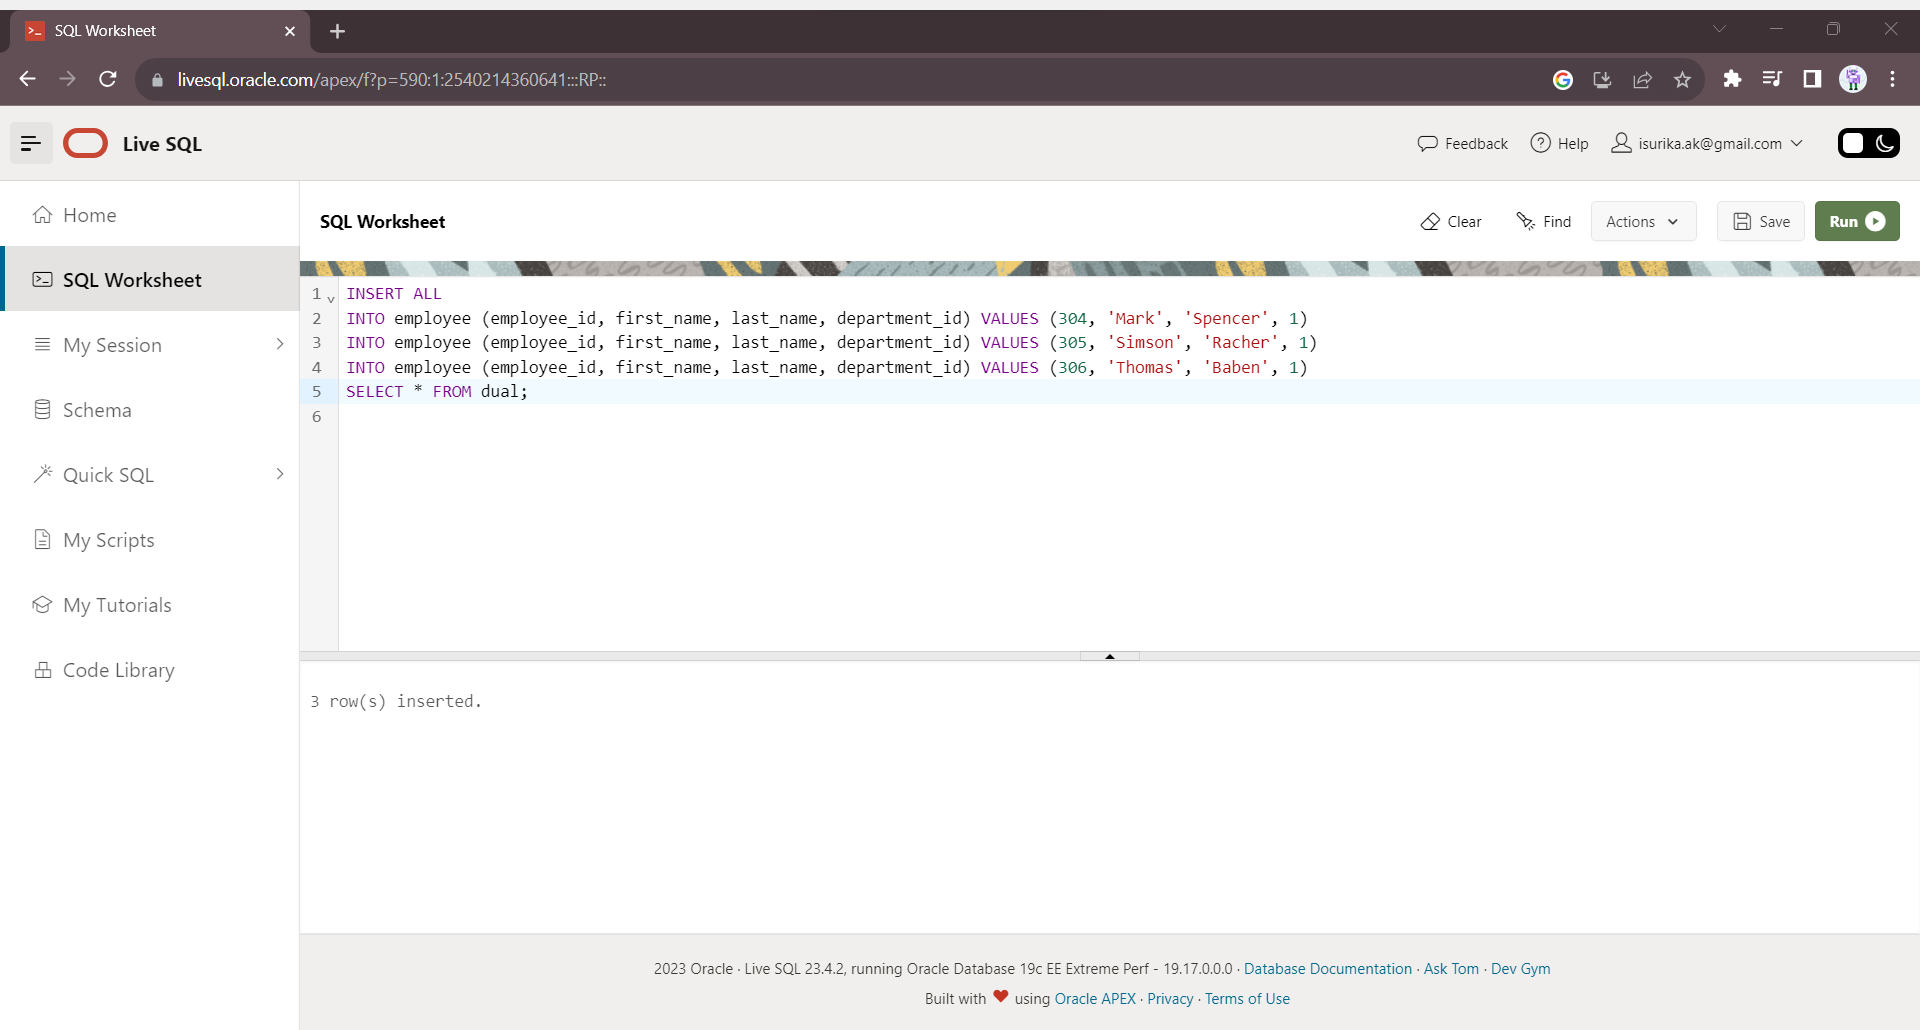 SQL Worksheet
livesql.oracle.com/apex/f?p=590:1:2540214360641:::RP::
Live SQL
Feedback
Help
isurika.ak@gmail.com
Home
SQL Worksheet
My Session
Schema
Quick SQL
My Scripts
My Tutorials
Code Library
SQL Worksheet
Clear
Find
Actions
Save
Run
1 INSERT ALL
2 INTO employee (employee_id, first_name, last_name, department_id) VALUES (304, 'Mark', 'Spencer', 1)
3 INTO employee (employee_id, first_name, last_name, department_id) VALUES (305, 'Simson', 'Racher', 1)
4 INTO employee (employee_id, first_name, last_name, department_id) VALUES (306, 'Thomas', 'Baben', 1)
5 SELECT * FROM dual;
6
3 row(s) inserted.
2023 Oracle · Live SQL 23.4.2, running Oracle Database 19c EE Extreme Perf - 19.17.0.0.0 · Database Documentation · Ask Tom · Dev Gym
Built with ❤ using Oracle APEX · Privacy · Terms of Use